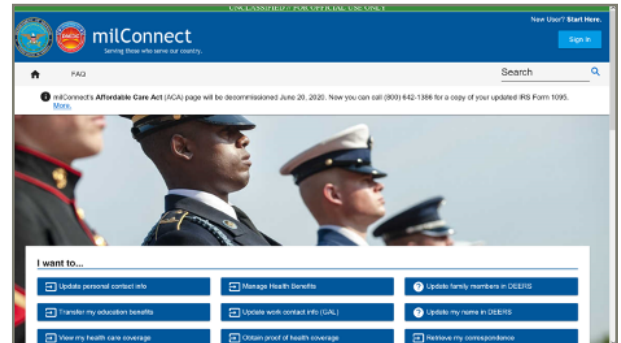 UNCLASSIFIED// FOR OFFICIAL USE ONLY
New User? Start Here.
milConnect
Serving those who serve our country.
Sign In
FAQ
Search
milConnect's Affordable Care Act (ACA) page will be decommissioned June 20, 2020. Now you can call (800) 642-1386 for a copy of your updated IRS Form 1095.
More.
I want to...
Update personal contact info
Manage Health Benefits
Update family members in DEERS
Transfer my education benefits
Update work contact info (GAL)
Update my name in DEERS
View my health care coverage
Obtain proof of health coverage
Retrieve my correspondence